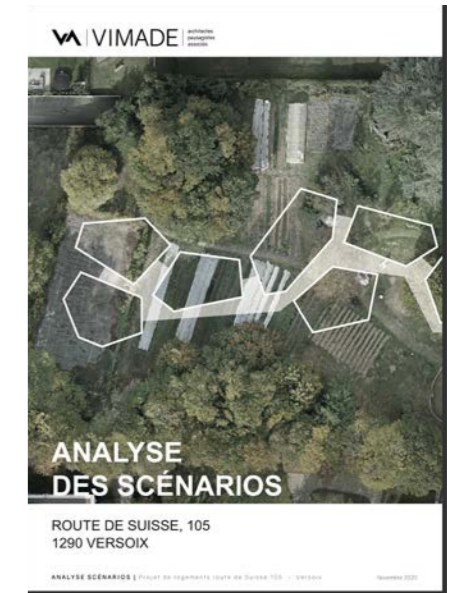 VA | VIMADE | architectes
paysagistes
associés
ANALYSE
DES SCÉNARIOS
ROUTE DE SUISSE, 105
1290 VERSOIX
ANALYSE SCÉNARIOS | Projet de logements route de Suisse 105 - Versoix Novembre 2020